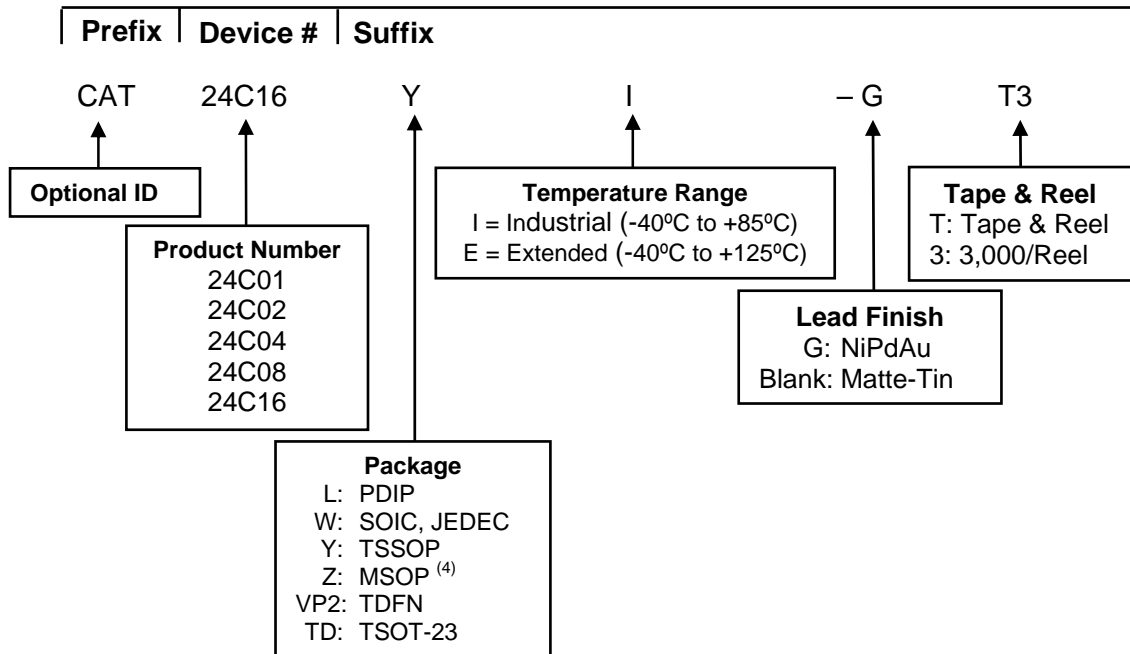 Prefix Device # Suffix
CAT 24C16 Y I – G T3
Optional ID
Product Number
24C01
24C02
24C04
24C08
24C16
Package
L: PDIP
W: SOIC, JEDEC
Y: TSSOP
Z: MSOP (4)
VP2: TDFN
TD: TSOT-23
Temperature Range
I = Industrial (-40ºC to +85ºC)
E = Extended (-40ºC to +125ºC)
Lead Finish
G: NiPdAu
Blank: Matte-Tin
Tape & Reel
T: Tape & Reel
3: 3,000/Reel